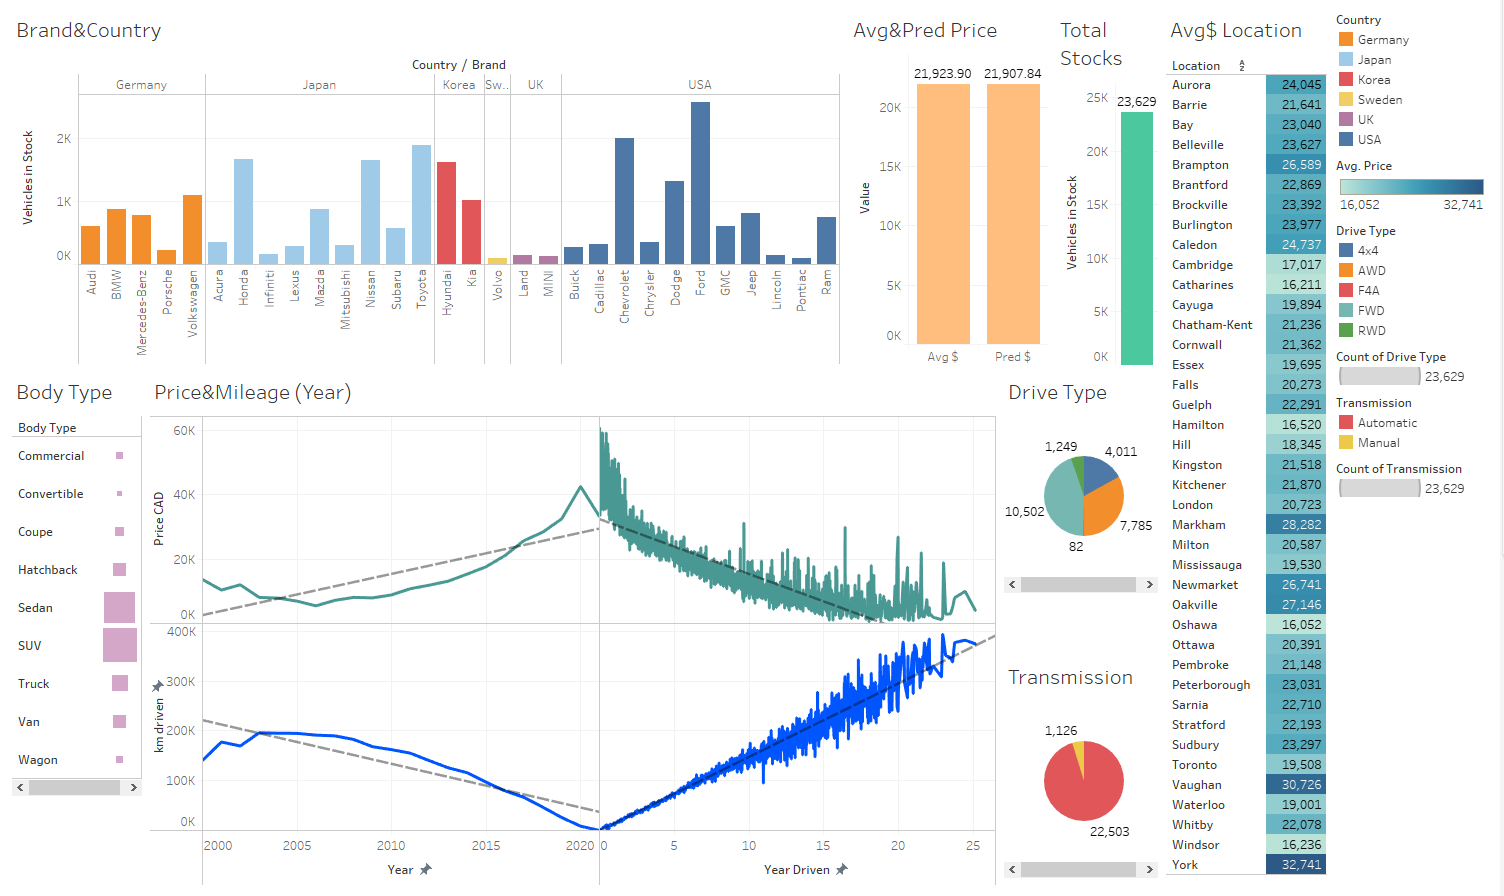 Brand&Country
Country / Brand
Germany
Japan
Korea
Sw..
UK
USA
Vehicles in Stock
2K
1K
0K
Audi
BMW
Mercedes-Benz
Porsche
Volkswagen
Acura
Honda
Infiniti
Lexus
Mazda
Mitsubishi
Nissan
Subaru
Toyota
Hyundai
Kia
Volvo
Land
MINI
Buick
Cadillac
Chevrolet
Chrysler
Dodge
Ford
GMC
Jeep
Lincoln
Pontiac
Ram
Avg&Pred Price
21,923.90
21,907.84
Value
20K
15K
10K
5K
0K
Avg $
Pred $
Total
Stocks
23,629
Vehicles in Stock
25K
20K
15K
10K
5K
0K
Avg$ Location
Location
Aurora 24,045
Barrie 21,641
Bay 23,040
Belleville 23,627
Brampton 26,589
Brantford 22,869
Brockville 23,392
Burlington 23,977
Caledon 24,737
Cambridge 17,017
Catharines 16,211
Cayuga 19,894
Chatham-Kent 21,236
Cornwall 21,362
Essex 19,695
Falls 20,273
Guelph 22,291
Hamilton 16,520
Hill 18,345
Kingston 21,518
Kitchener 21,870
London 20,723
Markham 28,282
Milton 20,587
Mississauga 19,530
Newmarket 26,741
Oakville 27,146
Oshawa 16,052
Ottawa 20,391
Pembroke 21,148
Peterborough 23,031
Sarnia 22,710
Stratford 22,193
Sudbury 23,297
Toronto 19,508
Vaughan 30,726
Waterloo 19,001
Whitby 22,078
Windsor 16,236
York 32,741
Country
Germany
Japan
Korea
Sweden
UK
USA
Avg. Price
16,052 32,741
Drive Type
4x4
AWD
F4A
FWD
RWD
Count of Drive Type
23,629
Transmission
Automatic
Manual
Count of Transmission
23,629
Body Type
Body Type
Commercial
Convertible
Coupe
Hatchback
Sedan
SUV
Truck
Van
Wagon
Price&Mileage (Year)
Price CAD
60K
40K
20K
0K
km driven
400K
300K
200K
100K
0K
2000 2005 2010 2015 2020
Year
0 5 10 15 20 25
Year Driven
Drive Type
1,249
4,011
10,502
7,785
82
Transmission
1,126
22,503